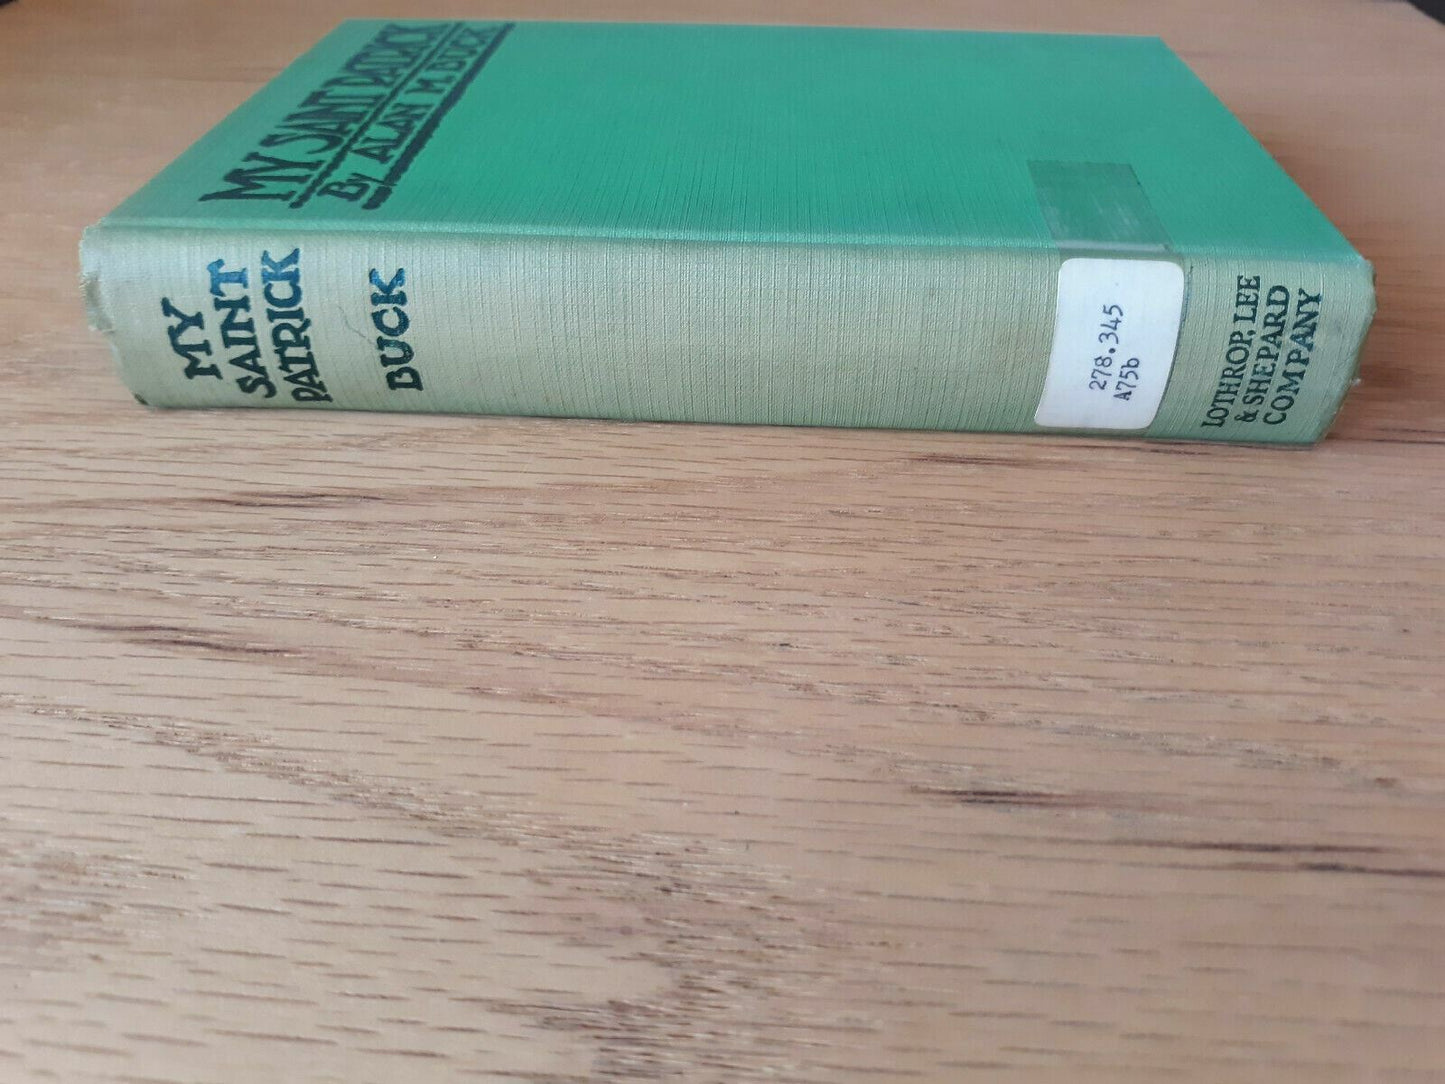 MY SAINT PATRICK
By ALAN M. BUCK
MY
SAINT
PATRICK
BUCK
278.345
A75b
LOTHROP, LEE
& SHEPARD
COMPANY